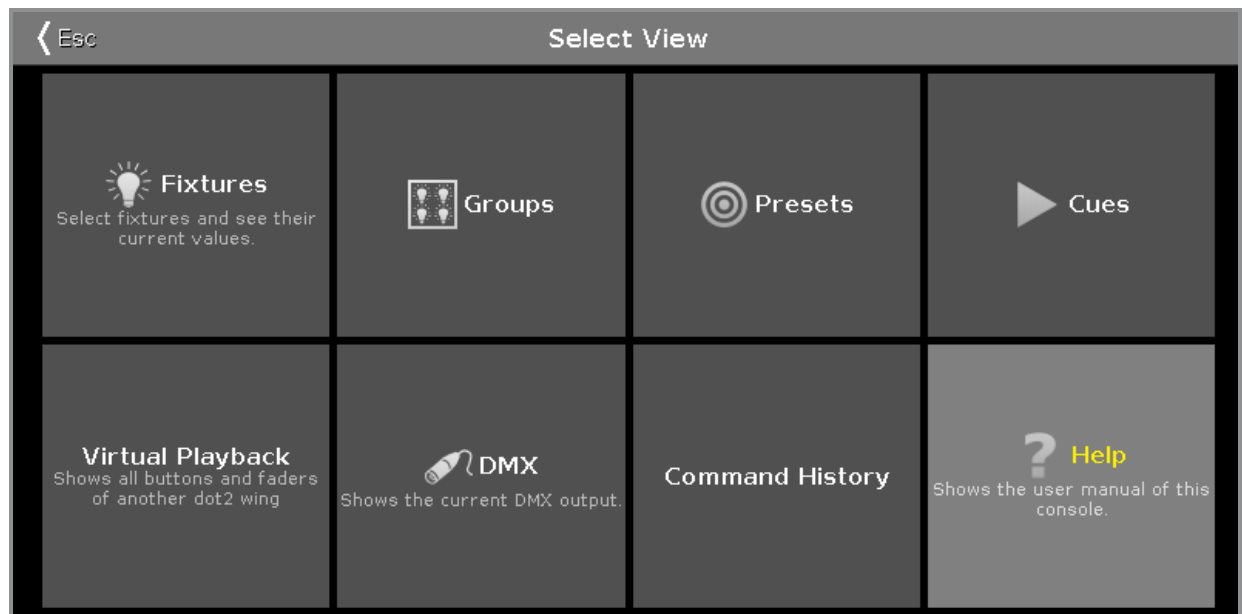 Esc
Select View
Fixtures
Select fixtures and see their
current values.
Groups
Presets
Cues
Virtual Playback
Shows all buttons and faders
of another dot2 wing
DMX
Shows the current DMX output.
Command History
Help
Shows the user manual of this
console.